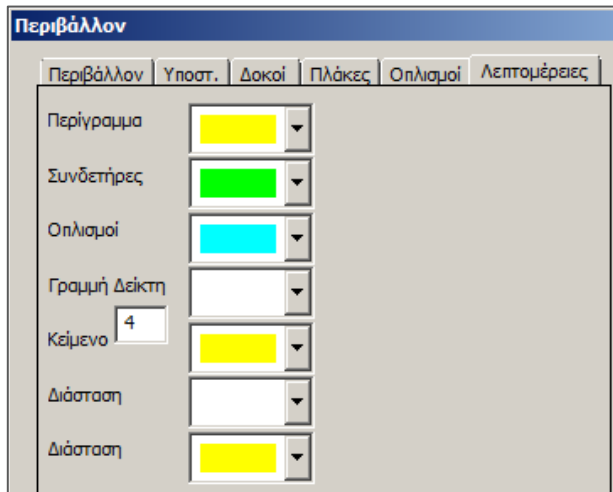 Περιβάλλον
Περιβάλλον Υποστ. Δοκοί Πλάκες Οπλισμοί Λεπτομέρειες
Περίγραμμα
Συνδετήρες
Οπλισμοί
Γραμμή Δείκτη
Κείμενο 4
Διάσταση
Διάσταση